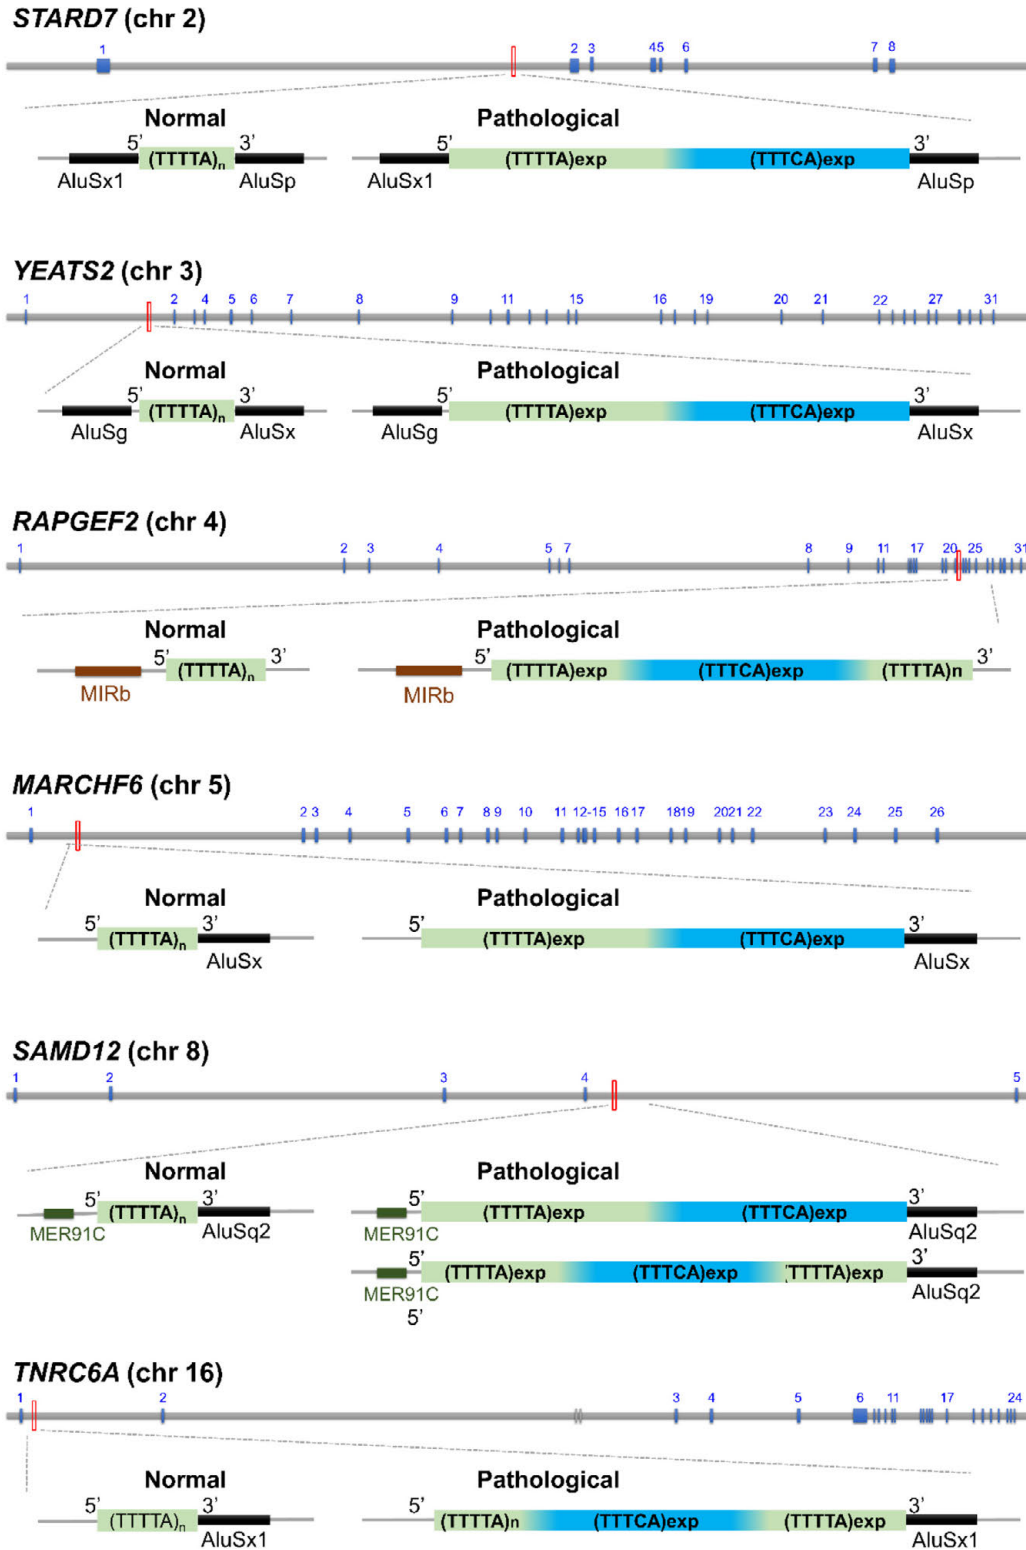 STARD7 (chr 2)
1 2 3 45 6 7 8
Normal Pathological
5’ 3’ 5’ 3’
(TTTTA)n (TTTTA)exp (TTTCA)exp
AluSx1 AluSp AluSx1 AluSp
YEATS2 (chr 3)
1 2 4 5 6 7 8 9 11 15 16 19 20 21 22 27 31
Normal Pathological
5’ 3’ 5’ 3’
(TTTTA)n (TTTTA)exp (TTTCA)exp
AluSg AluSx AluSg AluSx
RAPGEF2 (chr 4)
1 2 3 4 5 7 8 9 11 17 20 25 31
Normal Pathological
5’ 3’ 5’ 3’
(TTTTA)n (TTTTA)exp (TTTCA)exp (TTTTA)n
MIRb MIRb
MARCHF6 (chr 5)
1 2 3 4 5 6 7 8 9 10 11 12-15 16 17 1819 2021 22 23 24 25 26
Normal Pathological
5’ 3’ 5’ 3’
(TTTTA)n (TTTTA)exp (TTTCA)exp
AluSx AluSx
SAMD12 (chr 8)
1 2 3 4 5
Normal Pathological
5’ 3’ 5’ 3’
(TTTTA)n (TTTTA)exp (TTTCA)exp
MER91C AluSq2 MER91C AluSq2
5’ 3’
(TTTTA)exp (TTTCA)exp (TTTTA)exp
MER91C AluSq2
5’
TNRC6A (chr 16)
1 2 3 4 5 6 11 17 24
Normal Pathological
5’ 3’ 5’ 3’
(TTTTA)n (TTTTA)n (TTTCA)exp (TTTTA)exp
AluSx1 AluSx1